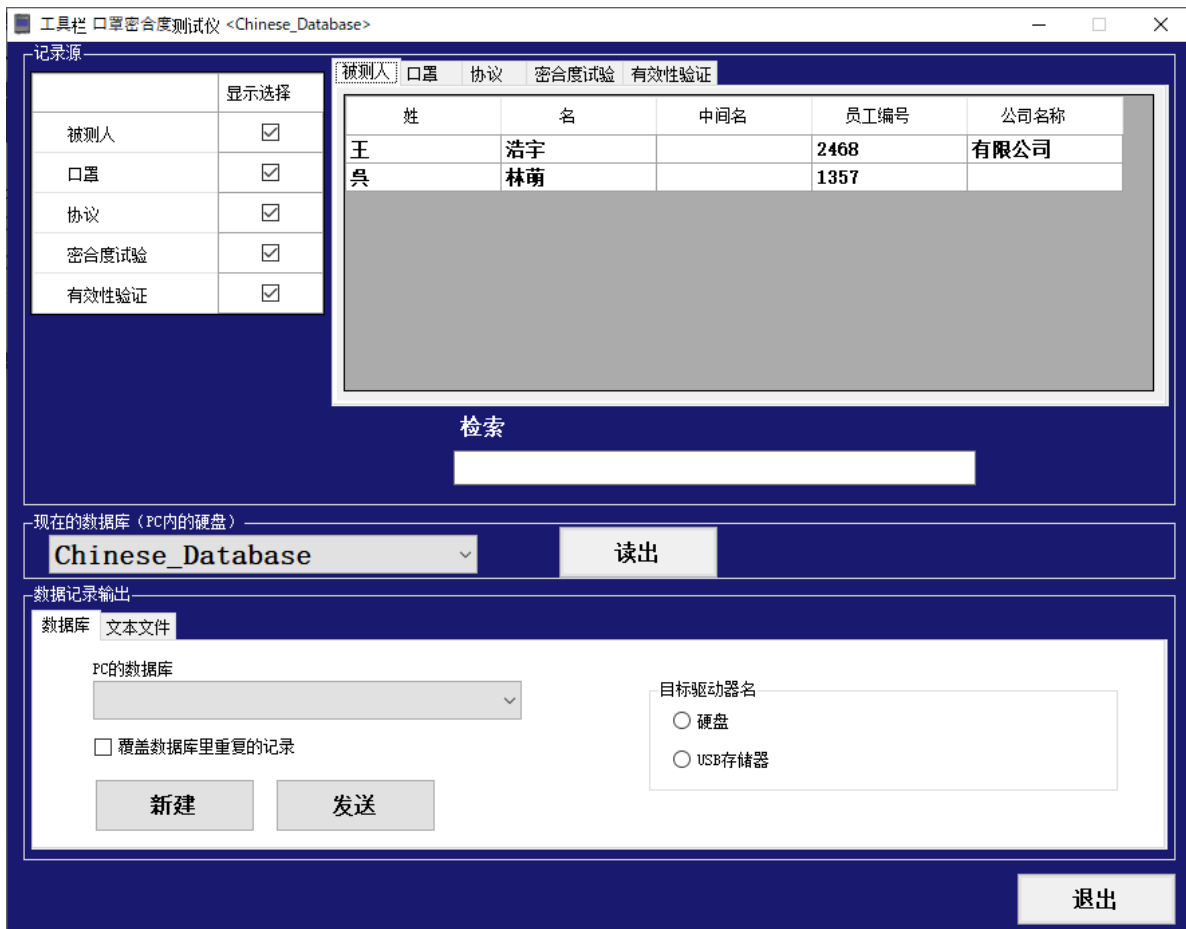 工具栏 口罩密合度测试仪 <Chinese_Database>
记录源
显示选择
被测人
口罩
协议
密合度试验
有效性验证
被测人 口罩 协议 密合度试验 有效性验证
姓 名 中间名 员工编号 公司名称
王 浩宇 2468 有限公司
呉 林萌 1357
检索
现在的数据库（PC内的硬盘）
Chinese_Database 读出
数据记录输出
数据库 文本文件
PC的数据库
覆盖数据库里重复的记录
新建 发送
目标驱动器名
硬盘
USB存储器
退出